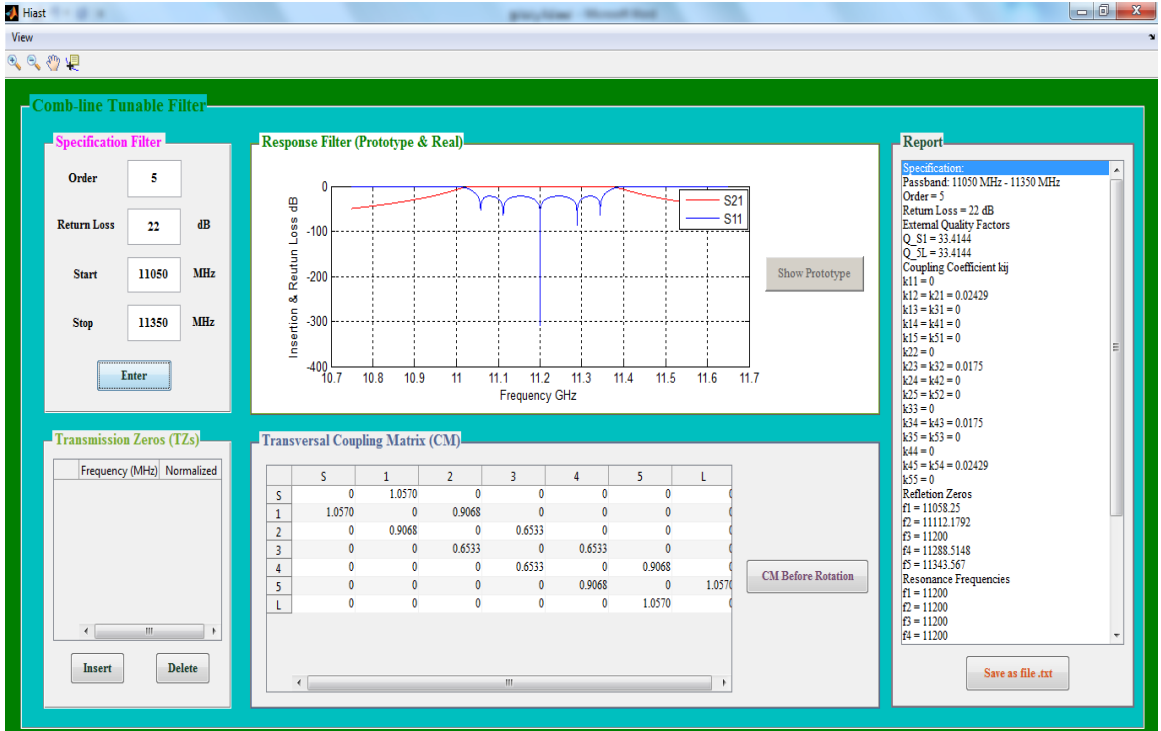 Hiast
View
Comb-line Tunable Filter
Specification Filter
Order 5
Return Loss 22 dB
Start 11050 MHz
Stop 11350 MHz
Enter
Response Filter (Prototype & Real)
Insertion & Reutun Loss dB
0
-100
-200
-300
-400
10.7 10.8 10.9 11 11.1 11.2 11.3 11.4 11.5 11.6 11.7
Frequency GHz
S21
S11
Show Prototype
Transmission Zeros (TZs)
Frequency (MHz) Normalized
Insert Delete
Transversal Coupling Matrix (CM)
S 1 2 3 4 5 L
S 0 1.0570 0 0 0 0 0
1 1.0570 0 0.9068 0 0 0 0
2 0 0.9068 0 0.6533 0 0 0
3 0 0 0.6533 0 0.6533 0 0
4 0 0 0 0.6533 0 0.9068 0
5 0 0 0 0 0.9068 0 1.0570
L 0 0 0 0 0 1.0570 0
CM Before Rotation
Report
Specification:
Passband: 11050 MHz - 11350 MHz
Order = 5
Return Loss = 22 dB
External Quality Factors
Q_S1 = 33.4144
Q_5L = 33.4144
Coupling Coefficient kij
k11 = 0
k12 = k21 = 0.02429
k13 = k31 = 0
k14 = k41 = 0
k15 = k51 = 0
k22 = 0
k23 = k32 = 0.0175
k24 = k42 = 0
k25 = k52 = 0
k33 = 0
k34 = k43 = 0.0175
k35 = k53 = 0
k44 = 0
k45 = k54 = 0.02429
k55 = 0
Refletion Zeros
f1 = 11058.25
f2 = 11112.1792
f3 = 11200
f4 = 11288.5148
f5 = 11343.567
Resonance Frequencies
f1 = 11200
f2 = 11200
f3 = 11200
f4 = 11200
Save as file .txt